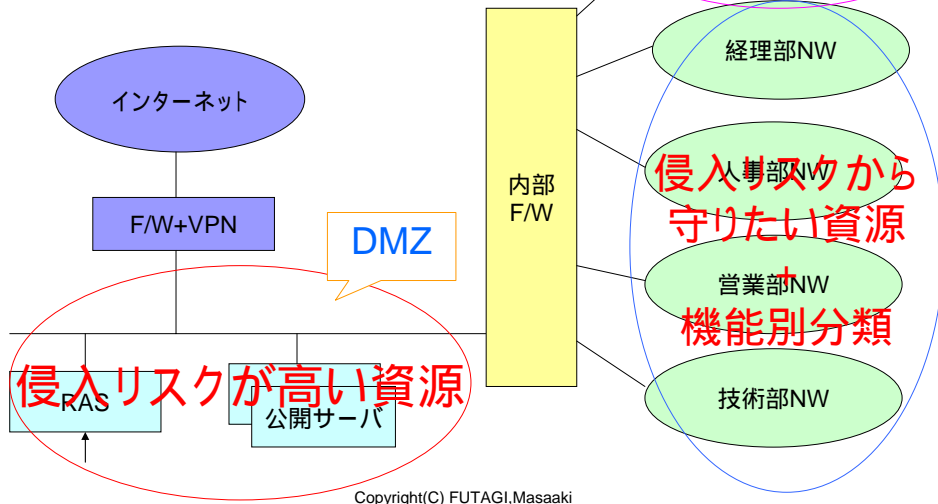 経理部NW
インターネット
人事部NW
侵入リスクから
守りたい資源
+
機能別分類
内部
F/W
F/W+VPN
DMZ
営業部NW
侵入リスクが高い資源
RAS
公開サーバ
技術部NW
Copyright(C) FUTAGI,Masaaki